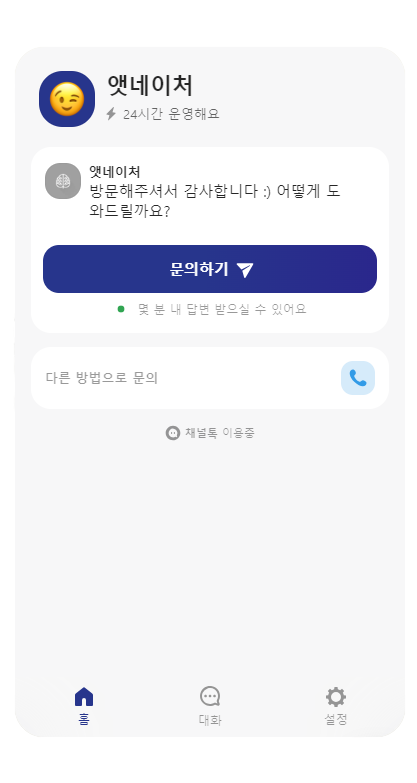 앳네이처
24시간 운영해요
앳네이처
방문해주셔서 감사합니다 :) 어떻게 도
와드릴까요?
문의하기
몇 분 내 답변 받으실 수 있어요
다른 방법으로 문의
채널톡 이용중
홈
대화
설정